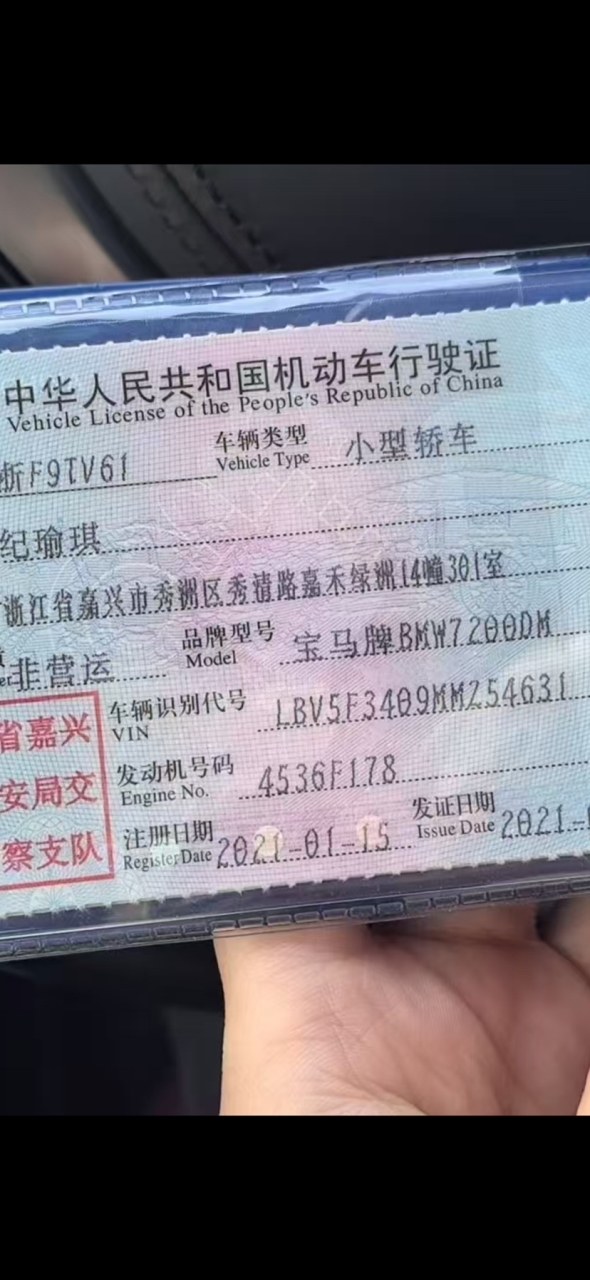 中华人民共和国机动车行驶证
Vehicle License of the People's Republic of China
浙F9TV61 车辆类型 Vehicle Type 小型轿车
纪瑜琪
浙江省嘉兴市秀洲区秀清路嘉禾绿洲14幢301室
非营运 品牌型号 Model 宝马牌BMW7200DM
省嘉兴
安局交
察支队
车辆识别代号 VIN LBV5F3409MMZ54631
发动机号码 Engine No. 4536F178
注册日期 Register Date 2021-01-15 发证日期 Issue Date 2021-